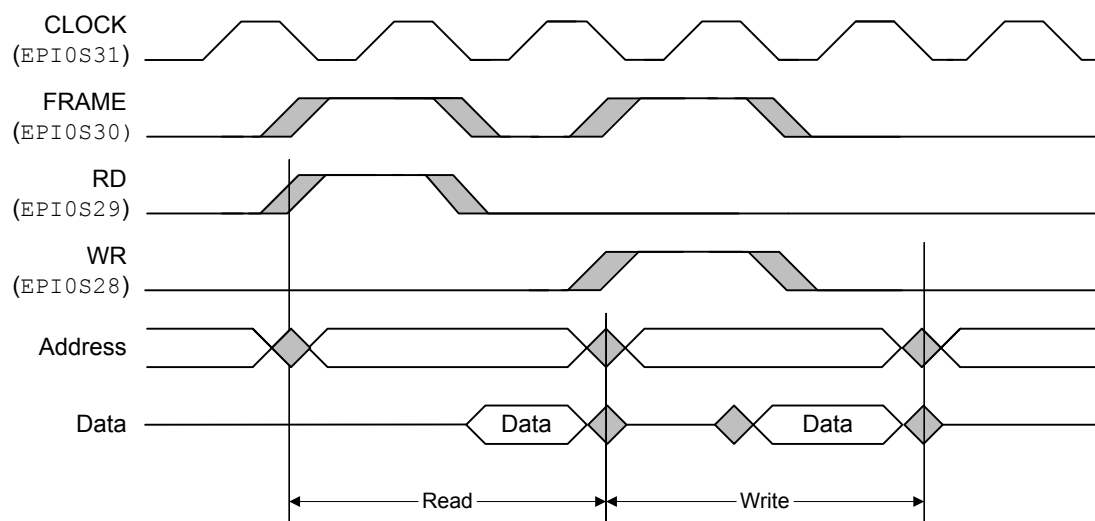 CLOCK
(EPI0S31)
FRAME
(EPI0S30)
RD
(EPI0S29)
WR
(EPI0S28)
Address
Data
Data
Data
Read
Write